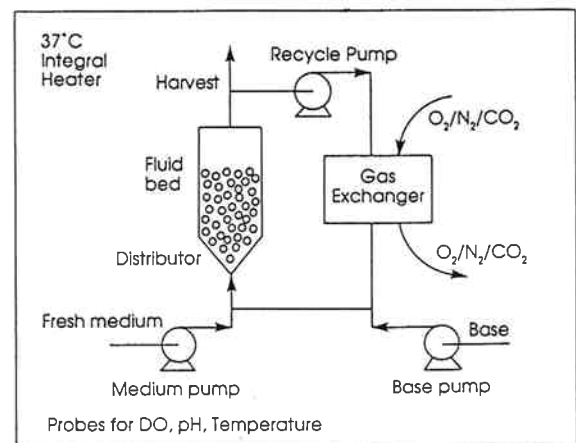 37°C
Integral
Heater
Recycle Pump
Harvest
O₂/N₂/CO₂
Fluid
bed
Gas
Exchanger
Distributor
O₂/N₂/CO₂
Fresh medium
Base
Medium pump
Base pump
Probes for DO, pH, Temperature